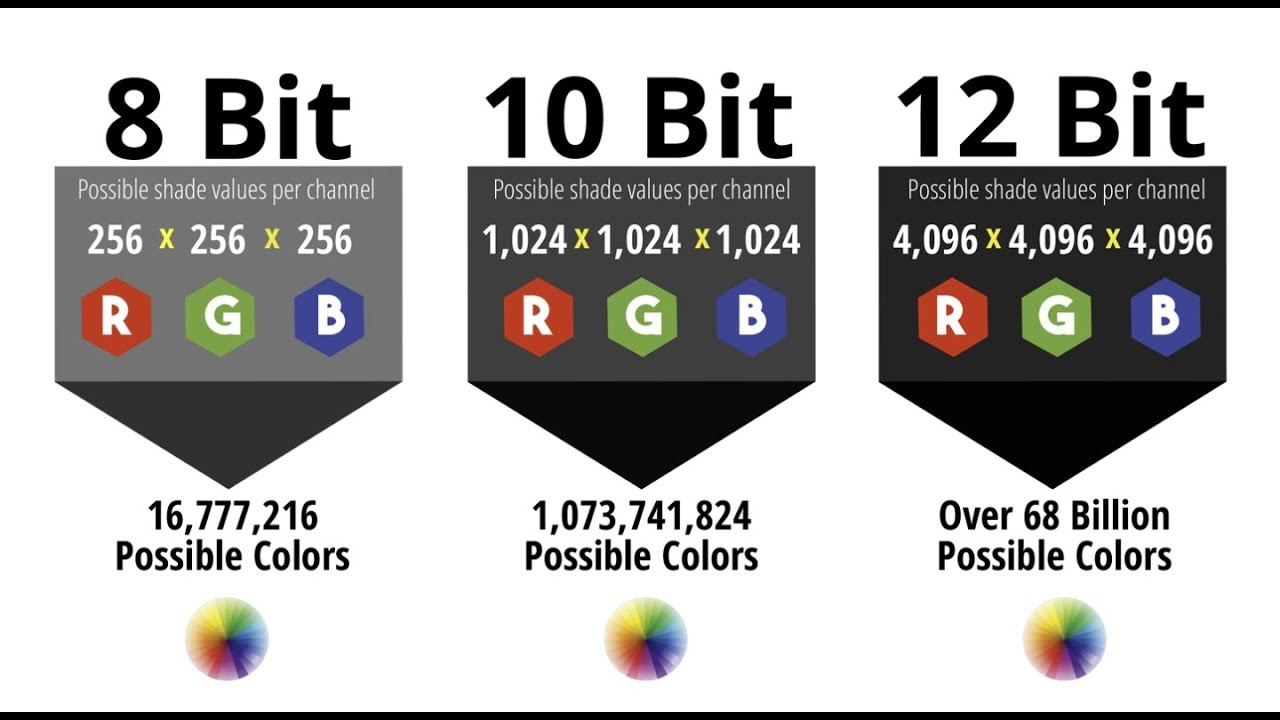 8 Bit
Possible shade values per channel
256 x 256 x 256
R G B
16,777,216
Possible Colors
10 Bit
Possible shade values per channel
1,024 x 1,024 x 1,024
R G B
1,073,741,824
Possible Colors
12 Bit
Possible shade values per channel
4,096 x 4,096 x 4,096
R G B
Over 68 Billion
Possible Colors